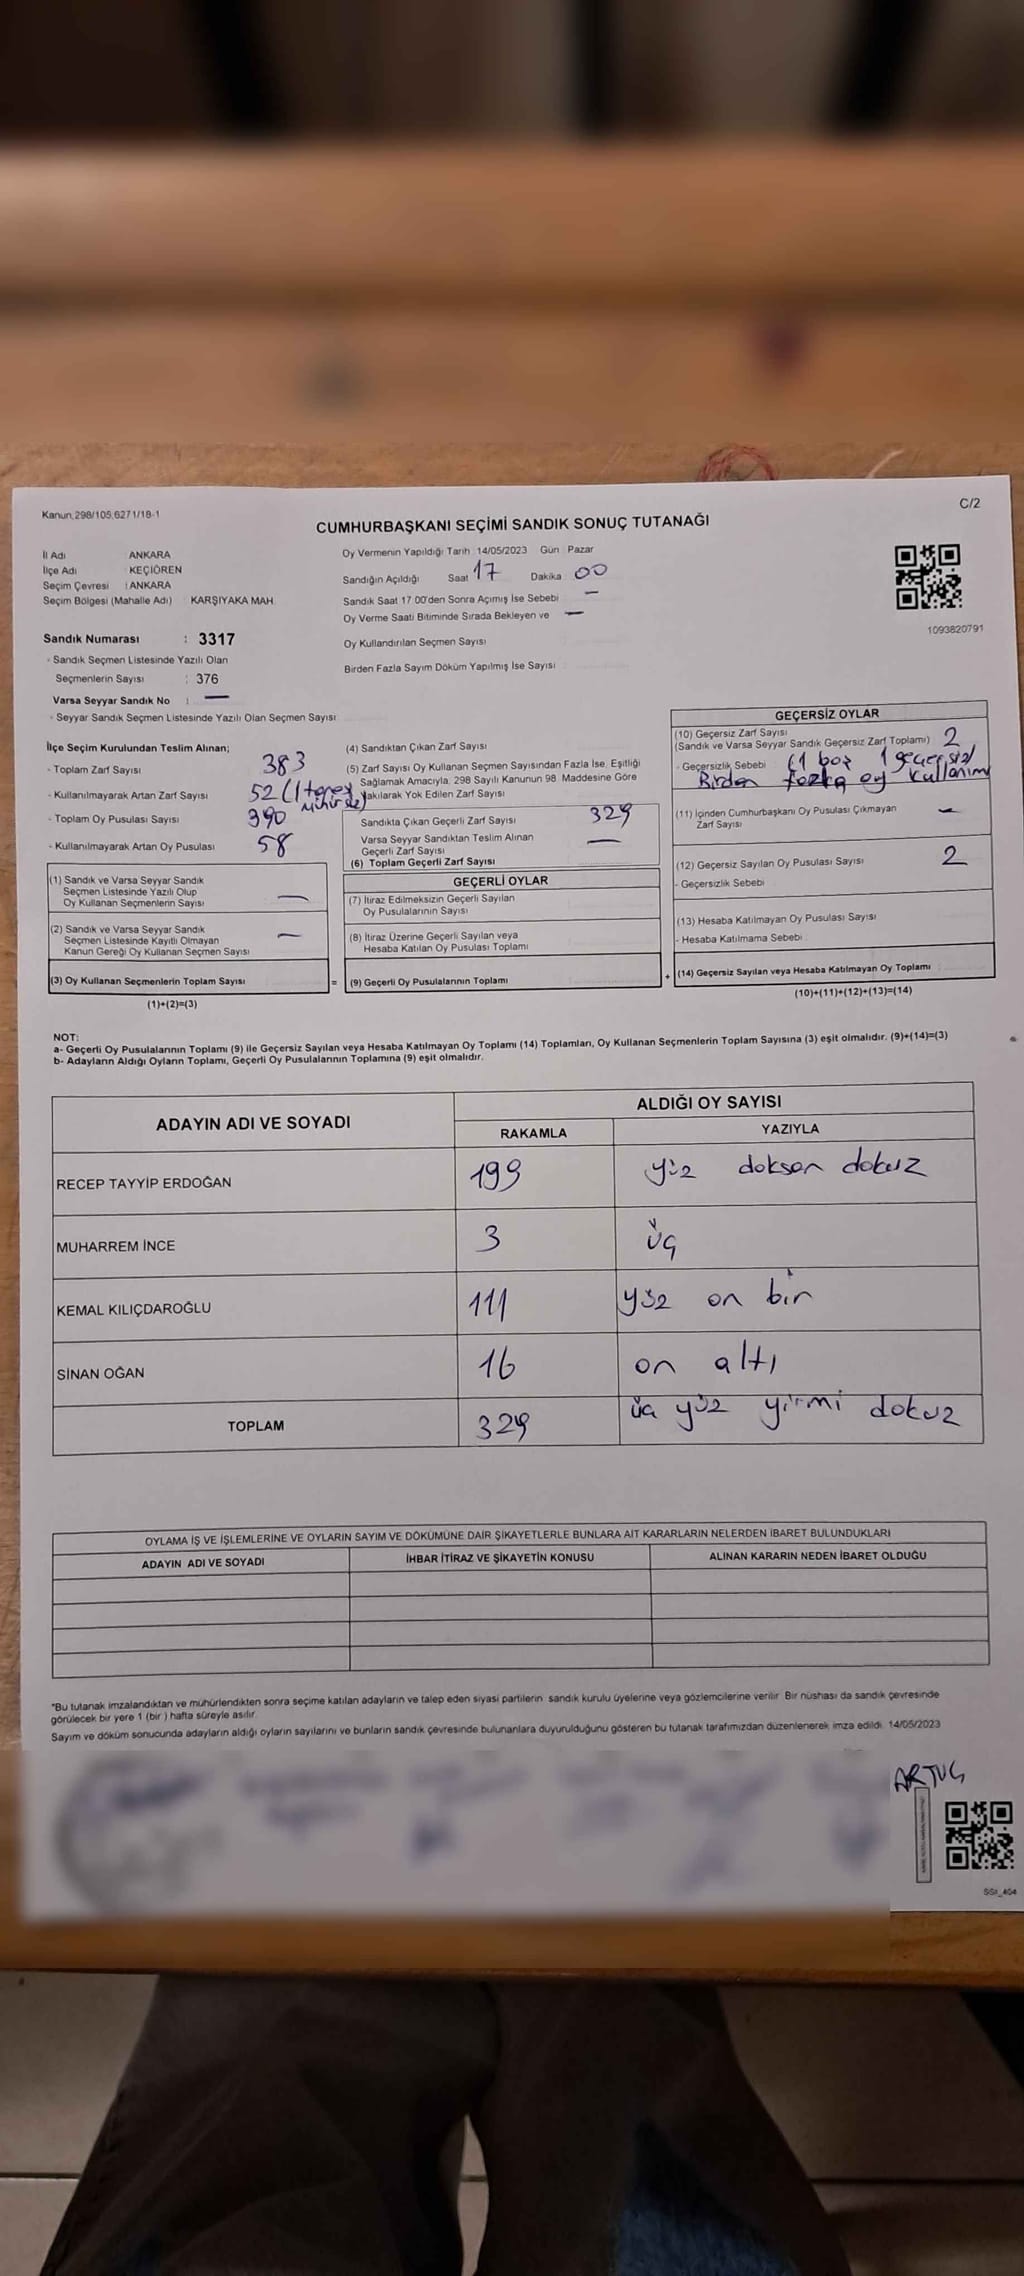 Kanun,298/105,6271/18-1
C/2
CUMHURBAŞKANI SEÇİMİ SANDIK SONUÇ TUTANAĞI
İl Adı ANKARA
İlçe Adı : KEÇİÖREN
Seçim Çevresi : ANKARA
Seçim Bölgesi (Mahalle Adı) KARŞIYAKA MAH.
Oy Vermenin Yapıldığı Tarih 14/05/2023 Gün Pazar
Sandığın Açıldığı Saat 17 Dakika 00
Sandık Saat 17.00'den Sonra Açımış İse Sebebi —
Oy Verme Saati Bitiminde Sırada Bekleyen ve —
Oy Kullandırılan Seçmen Sayısı
Birden Fazla Sayım Döküm Yapılmış İse Sayısı
1093820791
Sandık Numarası : 3317
- Sandık Seçmen Listesinde Yazılı Olan
Seçmenlerin Sayısı : 376
Varsa Seyyar Sandık No : —
- Seyyar Sandık Seçmen Listesinde Yazılı Olan Seçmen Sayısı
İlçe Seçim Kurulundan Teslim Alınan;
- Toplam Zarf Sayısı 383
- Kullanılmayarak Artan Zarf Sayısı 52 (1 mühürsüz)
- Toplam Oy Pusulası Sayısı 390
- Kullanılmayarak Artan Oy Pusulası 58
(1) Sandık ve Varsa Seyyar Sandık
Seçmen Listesinde Yazılı Olup
Oy Kullanan Seçmenlerin Sayısı —
(2) Sandık ve Varsa Seyyar Sandık
Seçmen Listesinde Kayıtlı Olmayan
Kanun Gereği Oy Kullanan Seçmen Sayısı —
(3) Oy Kullanan Seçmenlerin Toplam Sayısı
(1)+(2)=(3)
=
(4) Sandıktan Çıkan Zarf Sayısı
(5) Zarf Sayısı Oy Kullanan Seçmen Sayısından Fazla İse, Eşitliği
Sağlamak Amacıyla, 298 Sayılı Kanunun 98. Maddesine Göre
Yakılarak Yok Edilen Zarf Sayısı
Sandıkta Çıkan Geçerli Zarf Sayısı 329
Varsa Seyyar Sandıktan Teslim Alınan
Geçerli Zarf Sayısı —
(6) Toplam Geçerli Zarf Sayısı
GEÇERLİ OYLAR
(7) İtiraz Edilmeksizin Geçerli Sayılan
Oy Pusulalarının Sayısı
(8) İtiraz Üzerine Geçerli Sayılan veya
Hesaba Katılan Oy Pusulası Toplamı
(9) Geçerli Oy Pusulalarının Toplamı
+
GEÇERSİZ OYLAR
(10) Geçersiz Zarf Sayısı
(Sandık ve Varsa Seyyar Sandık Geçersiz Zarf Toplamı) 2
- Geçersizlik Sebebi (1 boş 1 geçersiz)
Birden fazla oy kullanımı
(11) İçinden Cumhurbaşkanı Oy Pusulası Çıkmayan
Zarf Sayısı —
(12) Geçersiz Sayılan Oy Pusulası Sayısı 2
- Geçersizlik Sebebi
(13) Hesaba Katılmayan Oy Pusulası Sayısı
- Hesaba Katılmama Sebebi
(14) Geçersiz Sayılan veya Hesaba Katılmayan Oy Toplamı
(10)+(11)+(12)+(13)=(14)
NOT:
a- Geçerli Oy Pusulalarının Toplamı (9) ile Geçersiz Sayılan veya Hesaba Katılmayan Oy Toplamı (14) Toplamları, Oy Kullanan Seçmenlerin Toplam Sayısına (3) eşit olmalıdır. (9)+(14)=(3)
b- Adayların Aldığı Oyların Toplamı, Geçerli Oy Pusulalarının Toplamına (9) eşit olmalıdır.
ADAYIN ADI VE SOYADI
ALDIĞI OY SAYISI
RAKAMLA YAZIYLA
RECEP TAYYİP ERDOĞAN 199 yüz doksan dokuz
MUHARREM İNCE 3 üç
KEMAL KILIÇDAROĞLU 111 yüz on bir
SİNAN OĞAN 16 on altı
TOPLAM 329 üç yüz yirmi dokuz
OYLAMA İŞ VE İŞLEMLERİNE VE OYLARIN SAYIM VE DÖKÜMÜNE DAİR ŞİKAYETLERLE BUNLARA AİT KARARLARIN NELERDEN İBARET BULUNDUKLARI
ADAYIN ADI VE SOYADI İHBAR İTİRAZ VE ŞİKAYETİN KONUSU ALINAN KARARIN NEDEN İBARET OLDUĞU
*Bu tutanak imzalandıktan ve mühürlendikten sonra seçime katılan adayların ve talep eden siyasi partilerin sandık kurulu üyelerine veya gözlemcilerine verilir. Bir nüshası da sandık çevresinde
görülecek bir yere 1 (bir ) hafta süreyle asılır.
Sayım ve döküm sonucunda adayların aldığı oyların sayılarını ve bunların sandık çevresinde bulunanlara duyurulduğunu gösteren bu tutanak tarafımızdan düzenlenerek imza edildi. 14/05/2023
ARTUĞ
SSt_404